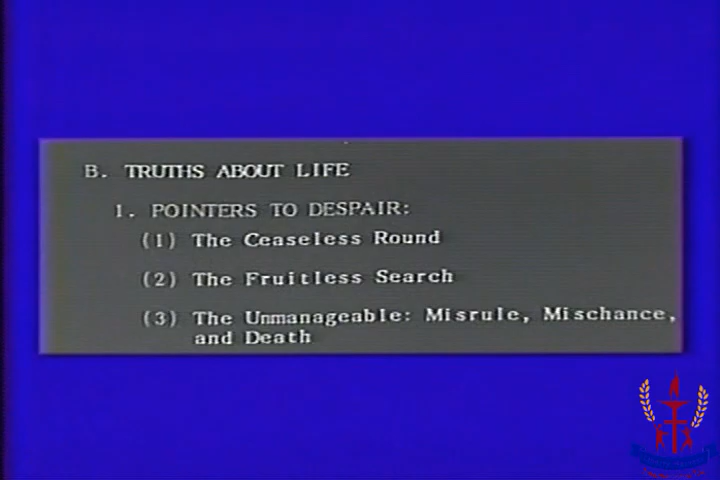 B. TRUTHS ABOUT LIFE
1. POINTERS TO DESPAIR:
(1) The Ceaseless Round
(2) The Fruitless Search
(3) The Unmanageable: Misrule, Mischance,
and Death